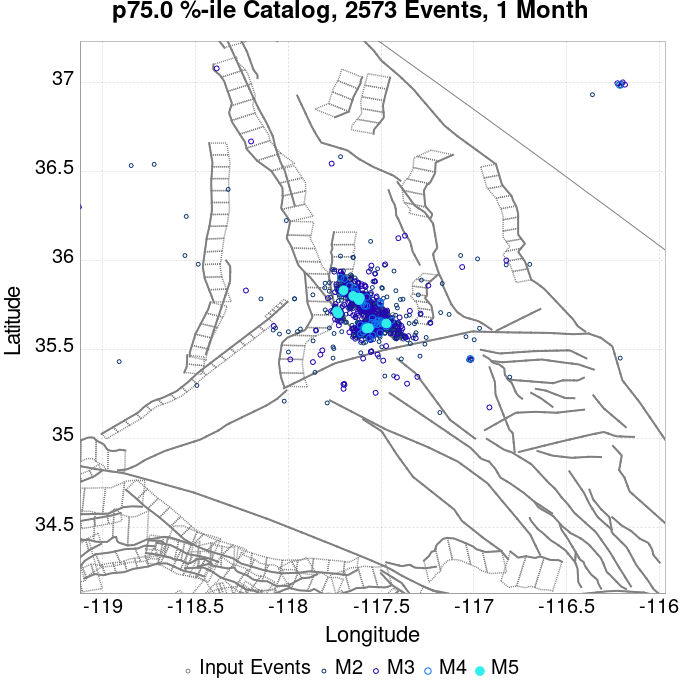 p75.0 %-ile Catalog, 2573 Events, 1 Month
37
36.5
36
35.5
35
34.5
Latitude
-119 -118.5 -118 -117.5 -117 -116.5 -116
Longitude
Input Events M2 M3 M4 M5